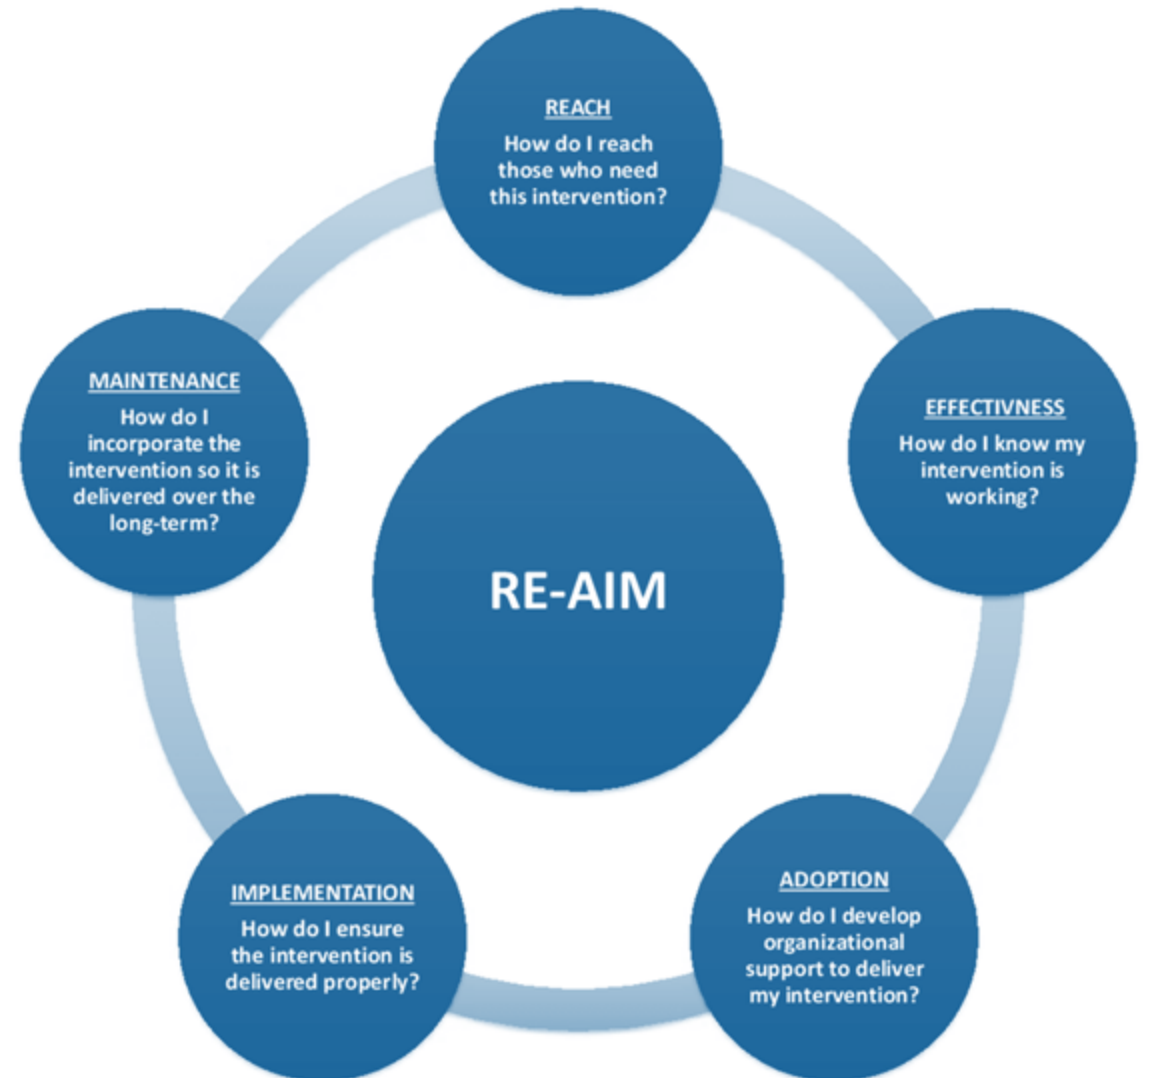 REACH
How do I reach
those who need
this intervention?
EFFECTIVNESS
How do I know my
intervention is
working?
ADOPTION
How do I develop
organizational
support to deliver
my intervention?
IMPLEMENTATION
How do I ensure
the intervention is
delivered properly?
MAINTENANCE
How do I
incorporate the
intervention so it is
delivered over the
long-term?
RE-AIM